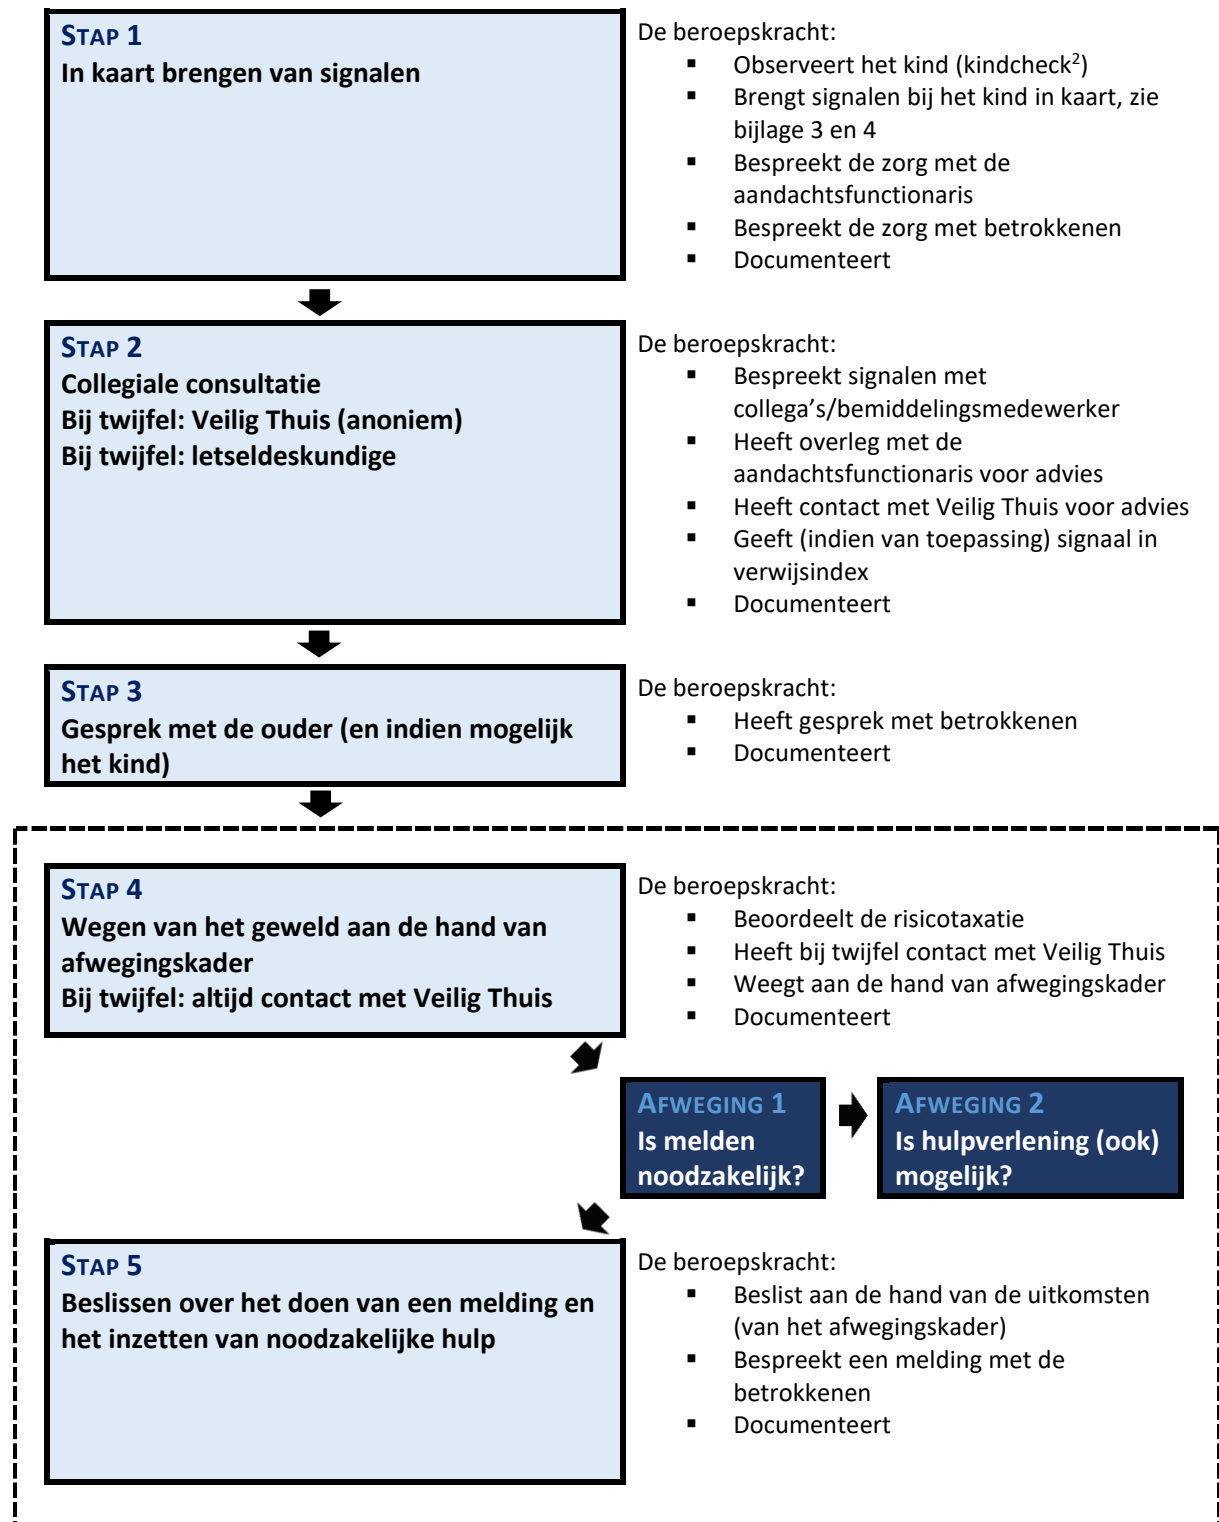 STAP 1
In kaart brengen van signalen
De beroepskracht:
▪ Observeert het kind (kindcheck²)
▪ Brengt signalen bij het kind in kaart, zie
bijlage 3 en 4
▪ Bespreekt de zorg met de
aandachtsfunctionaris
▪ Bespreekt de zorg met betrokkenen
▪ Documenteert
STAP 2
Collegiale consultatie
Bij twijfel: Veilig Thuis (anoniem)
Bij twijfel: letseldeskundige
De beroepskracht:
▪ Bespreekt signalen met
collega’s/bemiddelingsmedewerker
▪ Heeft overleg met de
aandachtsfunctionaris voor advies
▪ Heeft contact met Veilig Thuis voor advies
▪ Geeft (indien van toepassing) signaal in
verwijsindex
▪ Documenteert
STAP 3
Gesprek met de ouder (en indien mogelijk
het kind)
De beroepskracht:
▪ Heeft gesprek met betrokkenen
▪ Documenteert
STAP 4
Wegen van het geweld aan de hand van
afwegingskader
Bij twijfel: altijd contact met Veilig Thuis
De beroepskracht:
▪ Beoordeelt de risicotaxatie
▪ Heeft bij twijfel contact met Veilig Thuis
▪ Weegt aan de hand van afwegingskader
▪ Documenteert
AFWEGING 1
Is melden
noodzakelijk?
AFWEGING 2
Is hulpverlening (ook)
mogelijk?
STAP 5
Beslissen over het doen van een melding en
het inzetten van noodzakelijke hulp
De beroepskracht:
▪ Beslist aan de hand van de uitkomsten
(van het afwegingskader)
▪ Bespreekt een melding met de
betrokkenen
▪ Documenteert